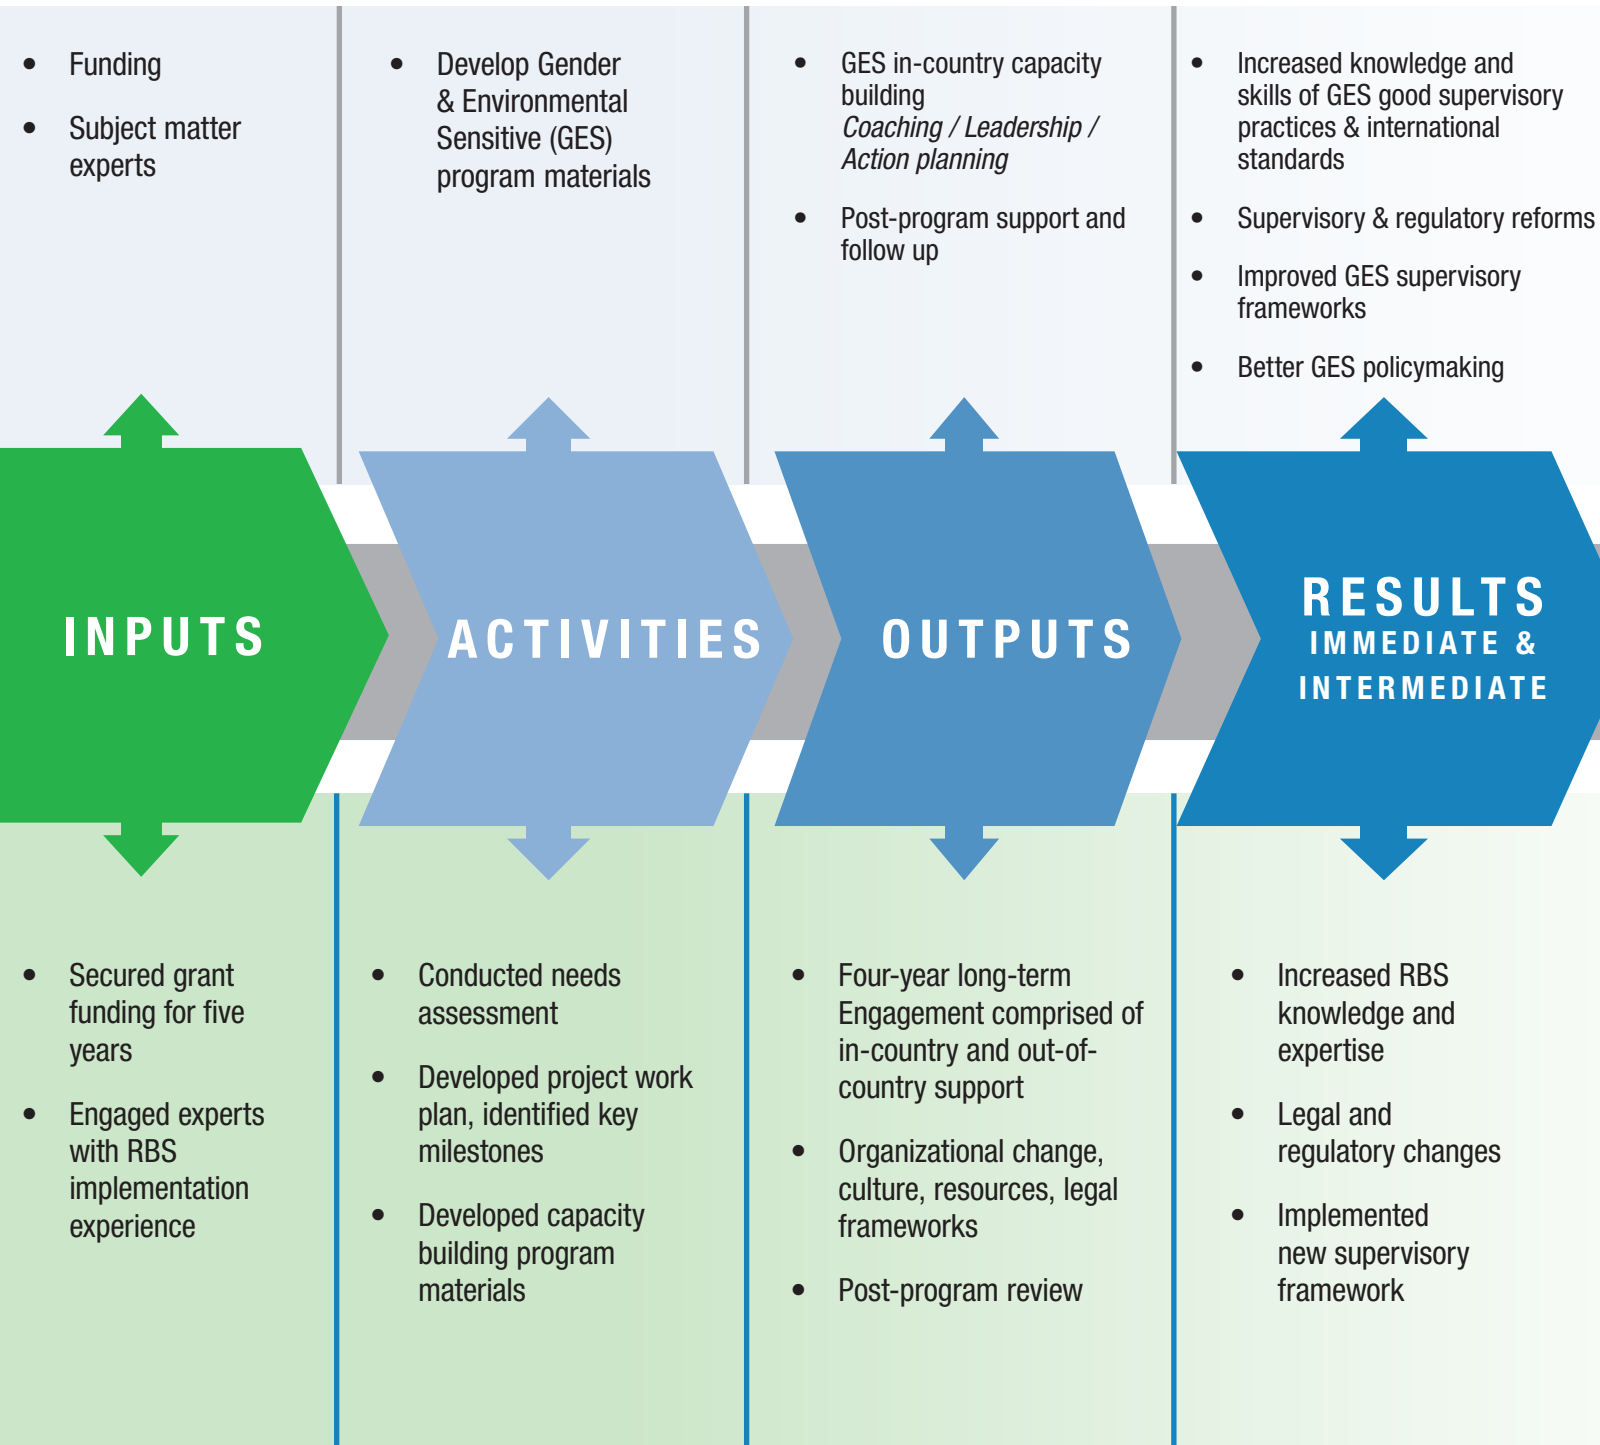 • Funding
• Subject matter
experts
• Develop Gender
& Environmental
Sensitive (GES)
program materials
• GES in-country capacity
building
Coaching / Leadership /
Action planning
• Post-program support and
follow up
• Increased knowledge and
skills of GES good supervisory
practices & international
standards
• Supervisory & regulatory reforms
• Improved GES supervisory
frameworks
• Better GES policymaking
INPUTS
ACTIVITIES
OUTPUTS
RESULTS
IMMEDIATE &
INTERMEDIATE
• Secured grant
funding for five
years
• Engaged experts
with RBS
implementation
experience
• Conducted needs
assessment
• Developed project work
plan, identified key
milestones
• Developed capacity
building program
materials
• Four-year long-term
Engagement comprised of
in-country and out-of-
country support
• Organizational change,
culture, resources, legal
frameworks
• Post-program review
• Increased RBS
knowledge and
expertise
• Legal and
regulatory changes
• Implemented
new supervisory
framework